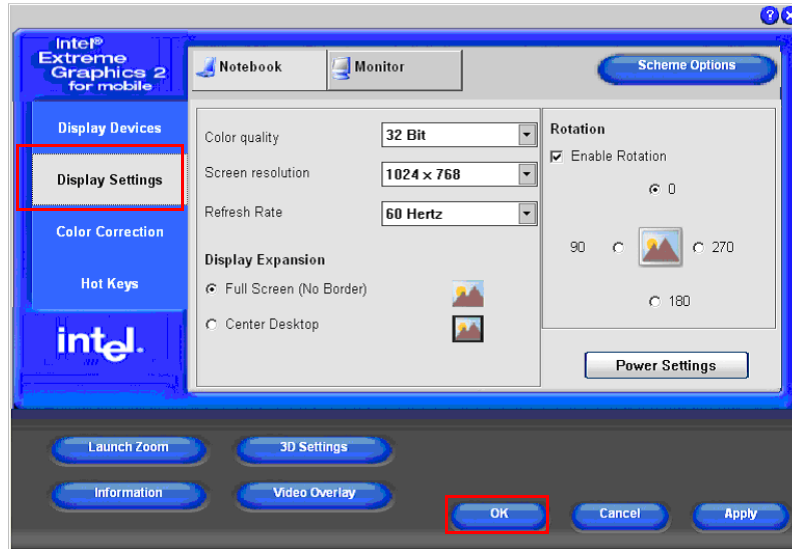 Intel®
Extreme
Graphics 2
for mobile
Notebook
Monitor
Scheme Options
Display Devices
Display Settings
Color Correction
Hot Keys
intel.
Color quality
32 Bit
Screen resolution
1024 x 768
Refresh Rate
60 Hertz
Display Expansion
Full Screen (No Border)
Center Desktop
Rotation
Enable Rotation
0
90
270
180
Power Settings
Launch Zoom
3D Settings
Information
Video Overlay
OK
Cancel
Apply